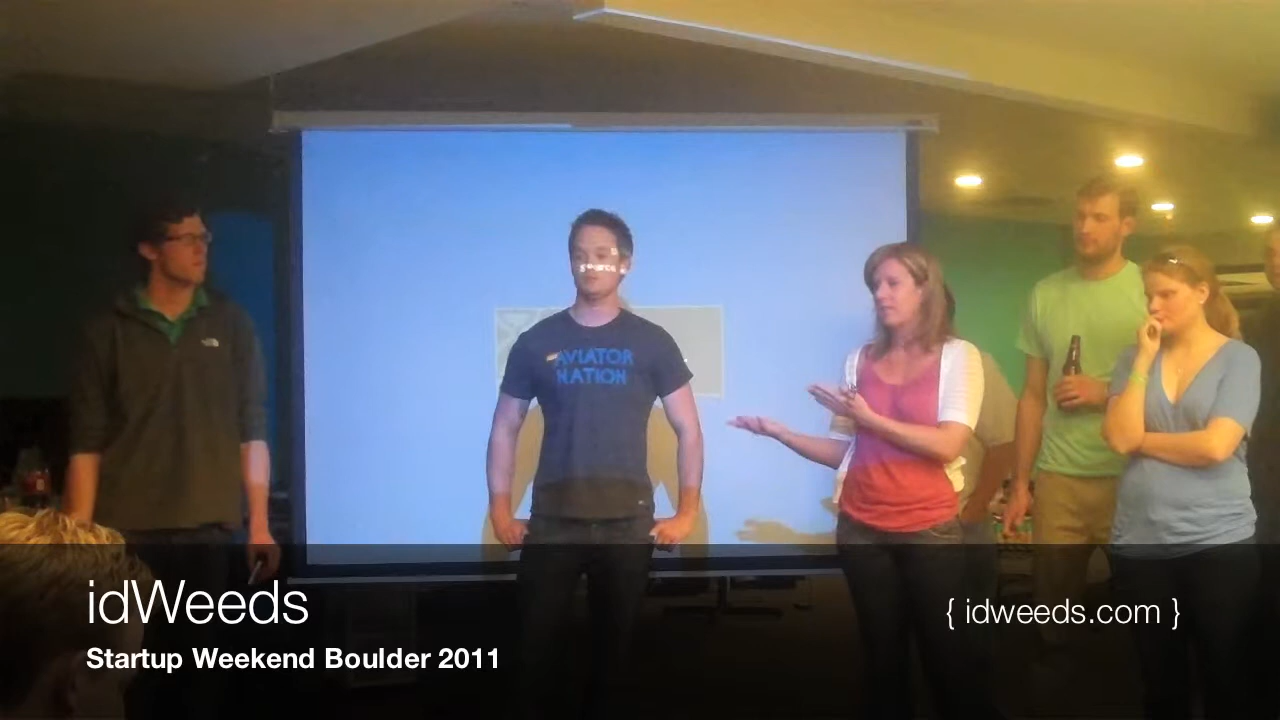 AVIATOR
NATION
idWeeds
{ idweeds.com }
Startup Weekend Boulder 2011